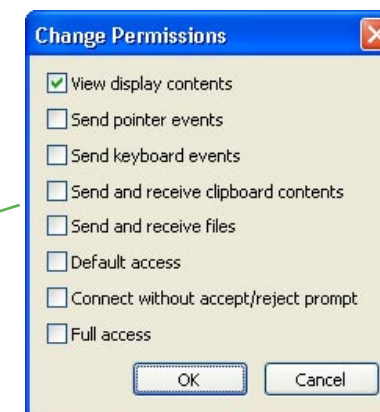 Change Permissions
View display contents
Send pointer events
Send keyboard events
Send and receive clipboard contents
Send and receive files
Default access
Connect without accept/reject prompt
Full access
OK Cancel